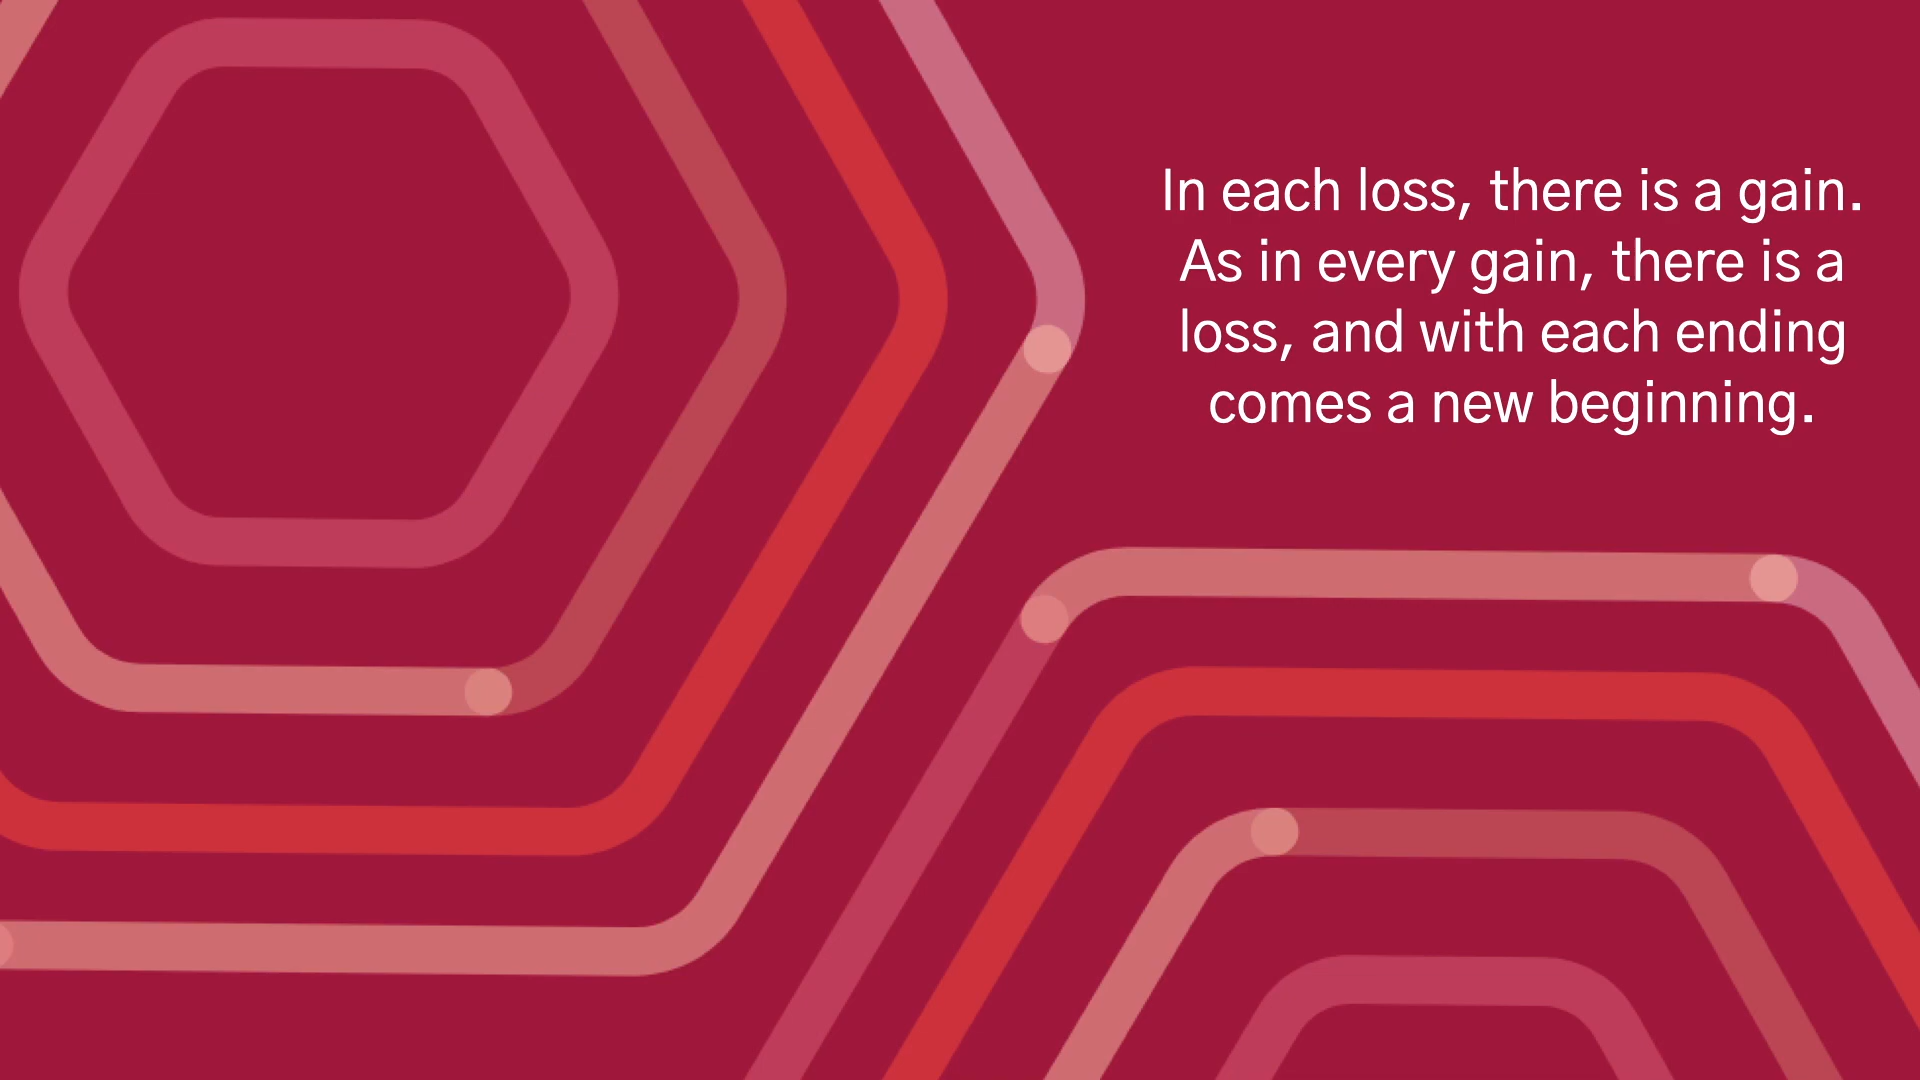 In each loss, there is a gain.
As in every gain, there is a
loss, and with each ending
comes a new beginning.